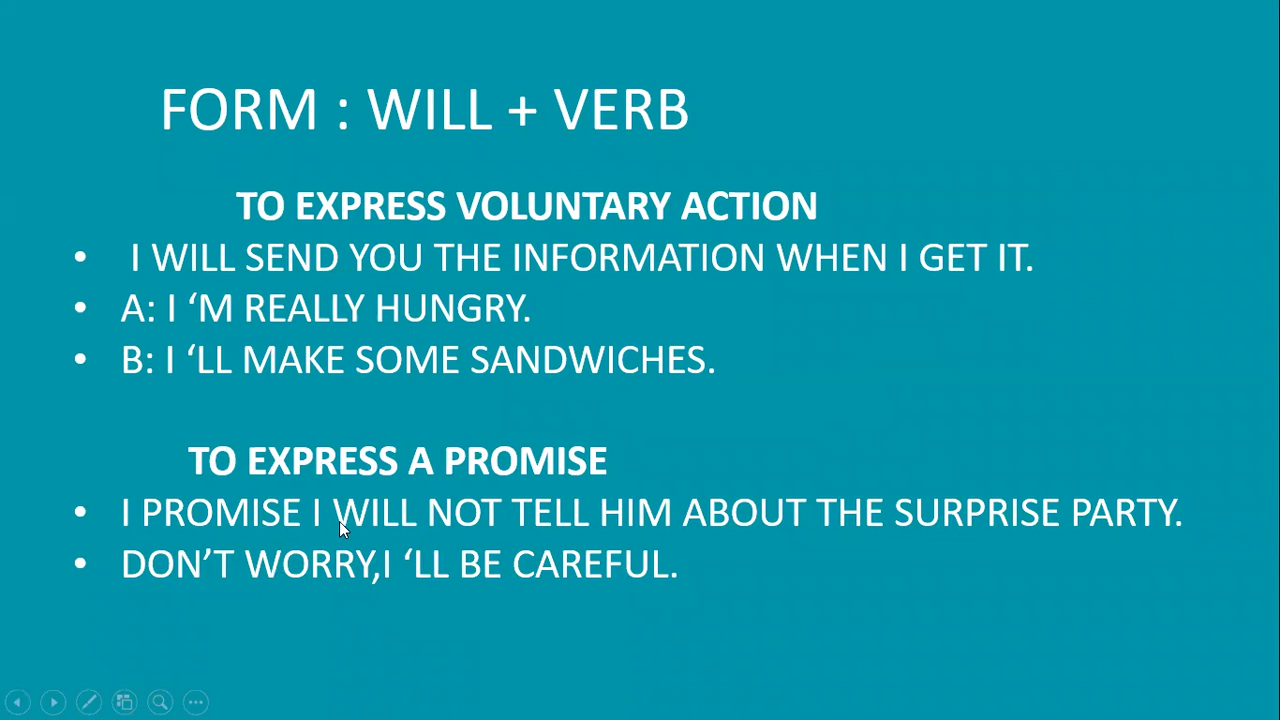 FORM : WILL + VERB
TO EXPRESS VOLUNTARY ACTION
• I WILL SEND YOU THE INFORMATION WHEN I GET IT.
• A: I ‘M REALLY HUNGRY.
• B: I ‘LL MAKE SOME SANDWICHES.
TO EXPRESS A PROMISE
• I PROMISE I WILL NOT TELL HIM ABOUT THE SURPRISE PARTY.
• DON’T WORRY,I ‘LL BE CAREFUL.